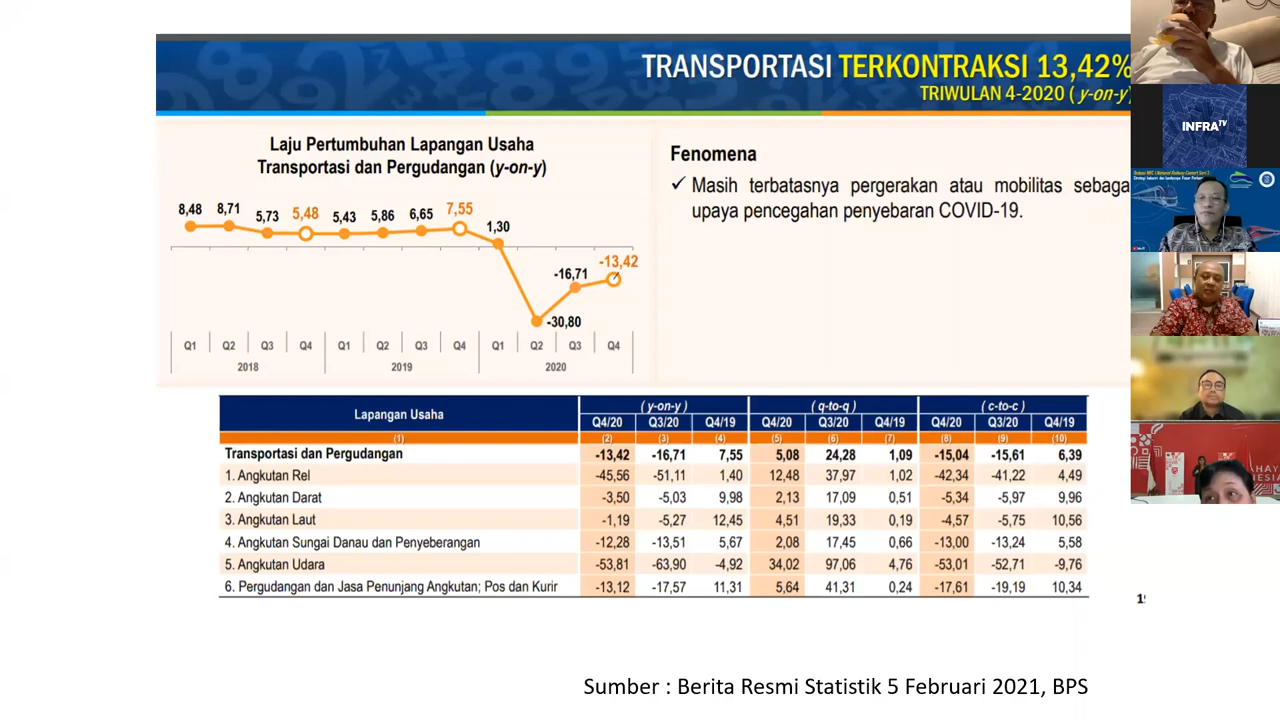 TRANSPORTASI TERKONTRAKSI 13,42%
TRIWULAN 4-2020 ( y-on-y)
Laju Pertumbuhan Lapangan Usaha
Transportasi dan Pergudangan (y-on-y)
8,48 8,71 5,73 5,48 5,43 5,86 6,65 7,55 1,30
-30,80 -16,71 -13,42
Q1 Q2 Q3 Q4 Q1 Q2 Q3 Q4 Q1 Q2 Q3 Q4
2018 2019 2020
Fenomena
✓ Masih terbatasnya pergerakan atau mobilitas sebaga
upaya pencegahan penyebaran COVID-19.
Lapangan Usaha ( y-on-y) ( q-to-q ) ( c-to-c )
Q4/20 Q3/20 Q4/19 Q4/20 Q3/20 Q4/19 Q4/20 Q3/20 Q4/19
(1) (2) (3) (4) (5) (6) (7) (8) (9) (10)
Transportasi dan Pergudangan -13,42 -16,71 7,55 5,08 24,28 1,09 -15,04 -15,61 6,39
1. Angkutan Rel -45,56 -51,11 1,40 12,48 37,97 1,02 -42,34 -41,22 4,49
2. Angkutan Darat -3,50 -5,03 9,98 2,13 17,09 0,51 -5,34 -5,97 9,96
3. Angkutan Laut -1,19 -5,27 12,45 4,51 19,33 0,19 -4,57 -5,75 10,56
4. Angkutan Sungai Danau dan Penyeberangan -12,28 -13,51 5,67 2,08 17,45 0,66 -13,00 -13,24 5,58
5. Angkutan Udara -53,81 -63,90 -4,92 34,02 97,06 4,76 -53,01 -52,71 -9,76
6. Pergudangan dan Jasa Penunjang Angkutan; Pos dan Kurir -13,12 -17,57 11,31 5,64 41,31 0,24 -17,61 -19,19 10,34
Sumber : Berita Resmi Statistik 5 Februari 2021, BPS
INFRA TV